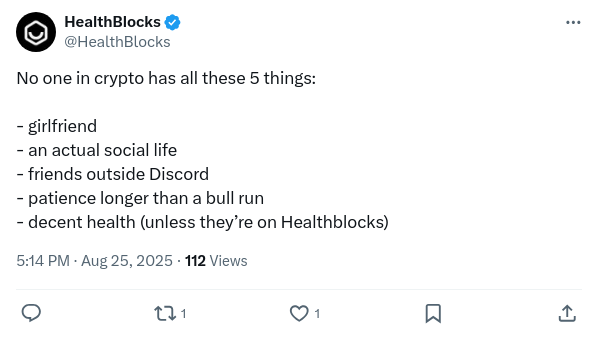 HealthBlocks
@HealthBlocks
No one in crypto has all these 5 things:
- girlfriend
- an actual social life
- friends outside Discord
- patience longer than a bull run
- decent health (unless they’re on Healthblocks)
5:14 PM · Aug 25, 2025 · 112 Views
1 1